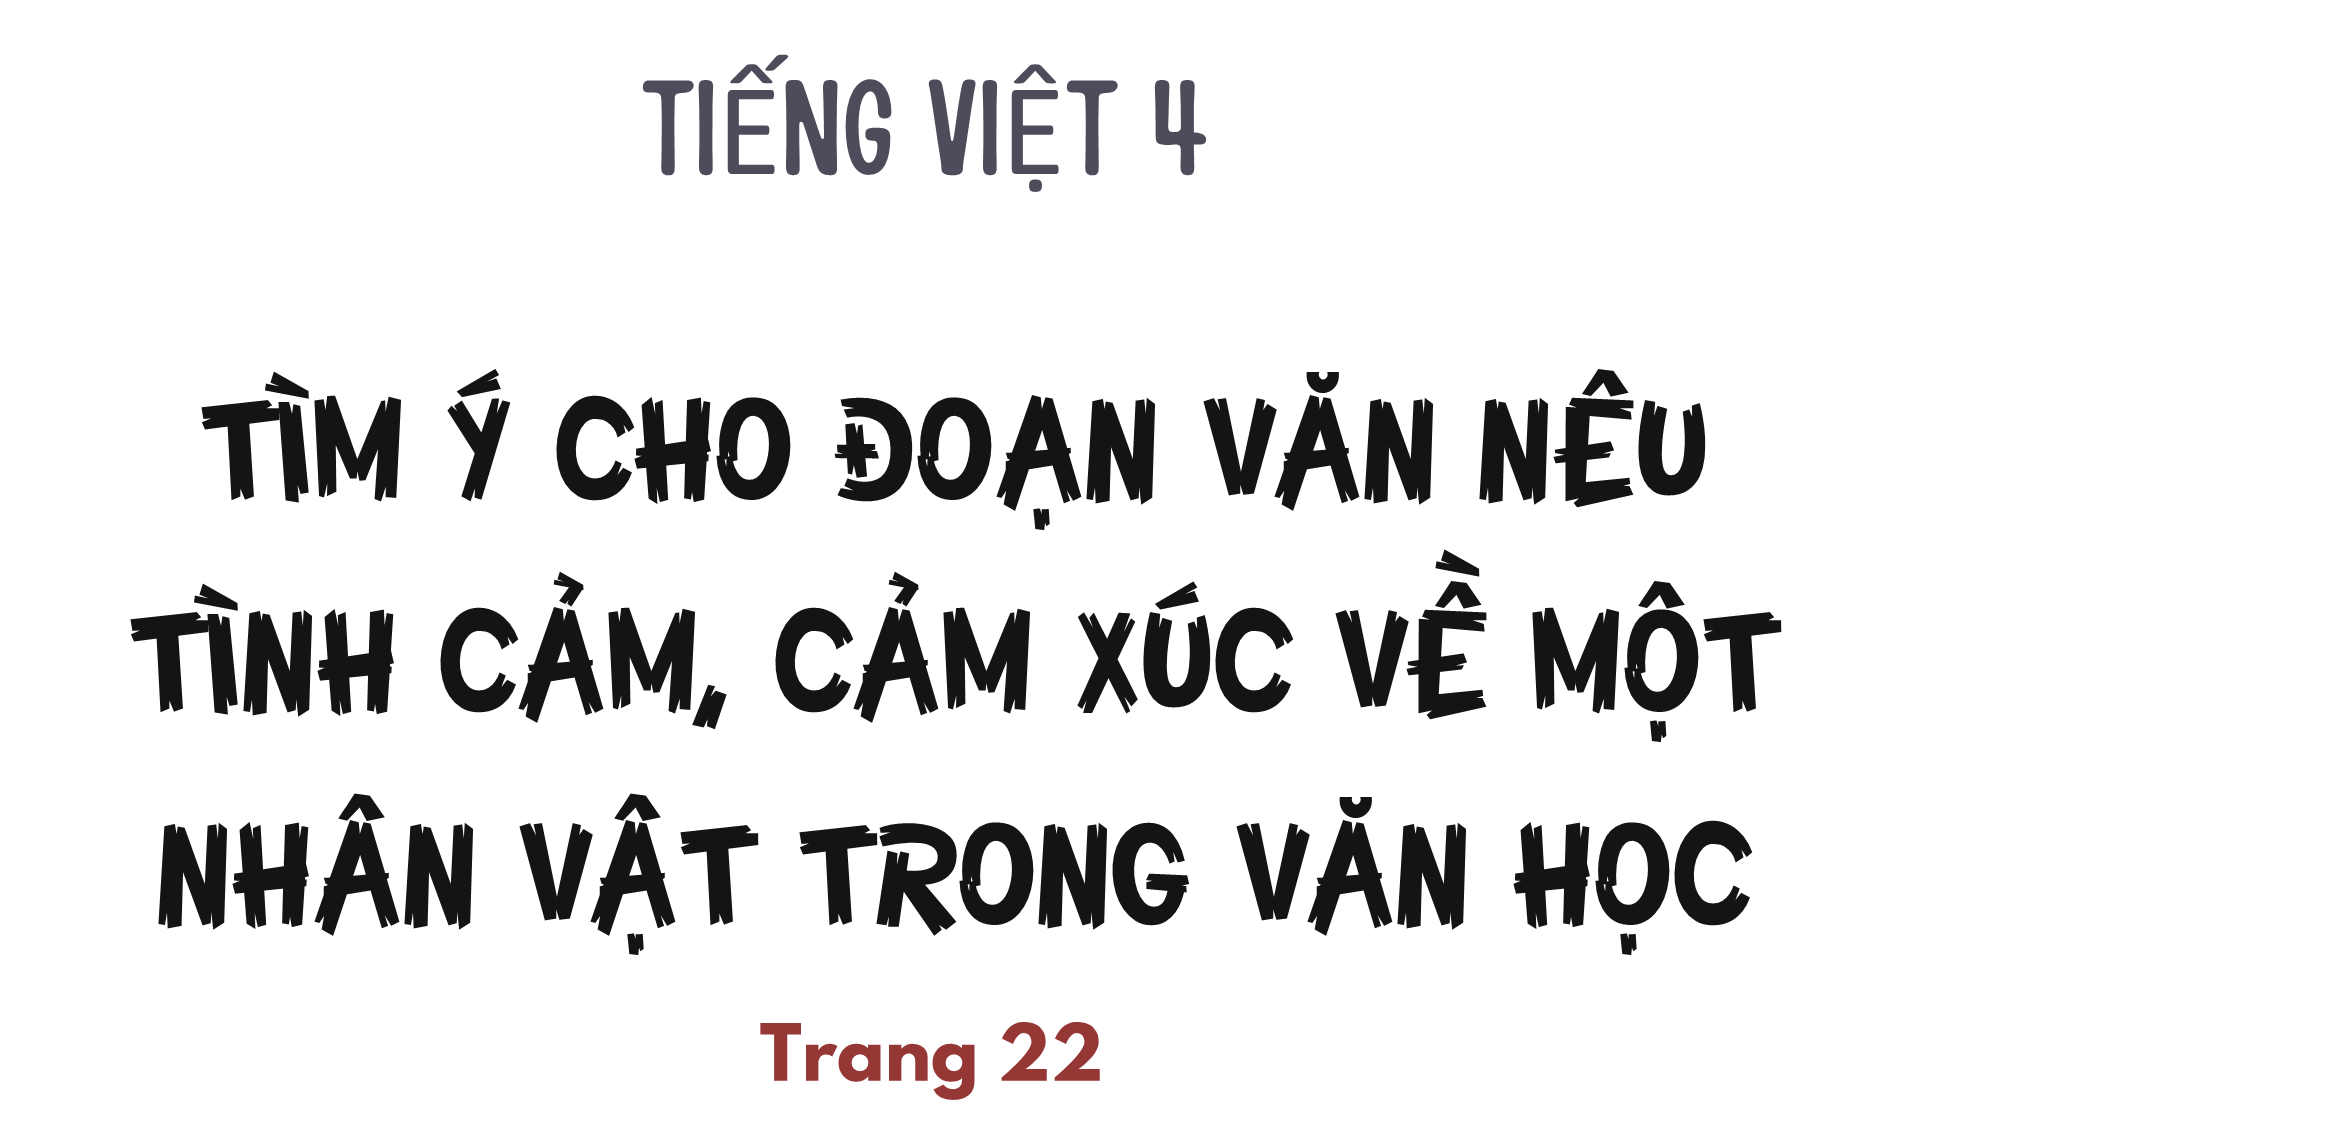 TIẾNG VIỆT 4
TÌM Ý CHO ĐOẠN VĂN NÊU
TÌNH CẢM, CẢM XÚC VỀ MỘT
NHÂN VẬT TRONG VĂN HỌC
Trang 22